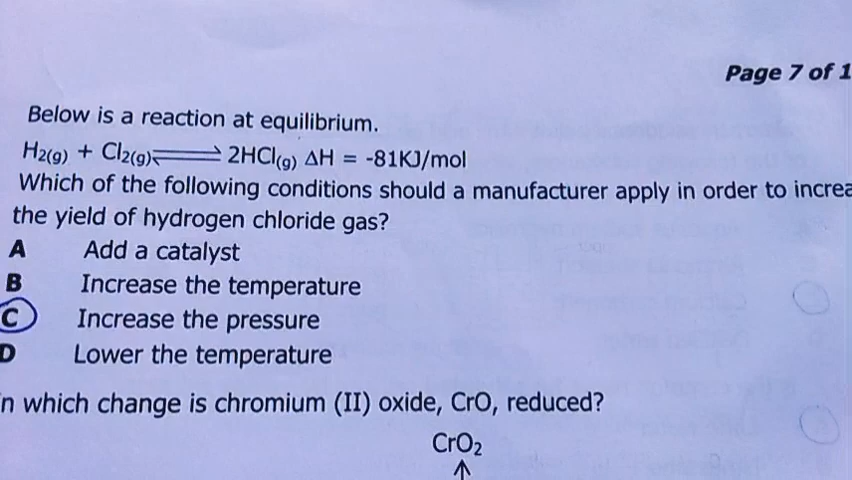 Page 7 of 1
Below is a reaction at equilibrium.
H₂(g) + Cl₂(g) ⇌ 2HCl(g) ΔH = -81KJ/mol
Which of the following conditions should a manufacturer apply in order to increa
the yield of hydrogen chloride gas?
A Add a catalyst
B Increase the temperature
C Increase the pressure
D Lower the temperature
n which change is chromium (II) oxide, CrO, reduced?
CrO₂
↑